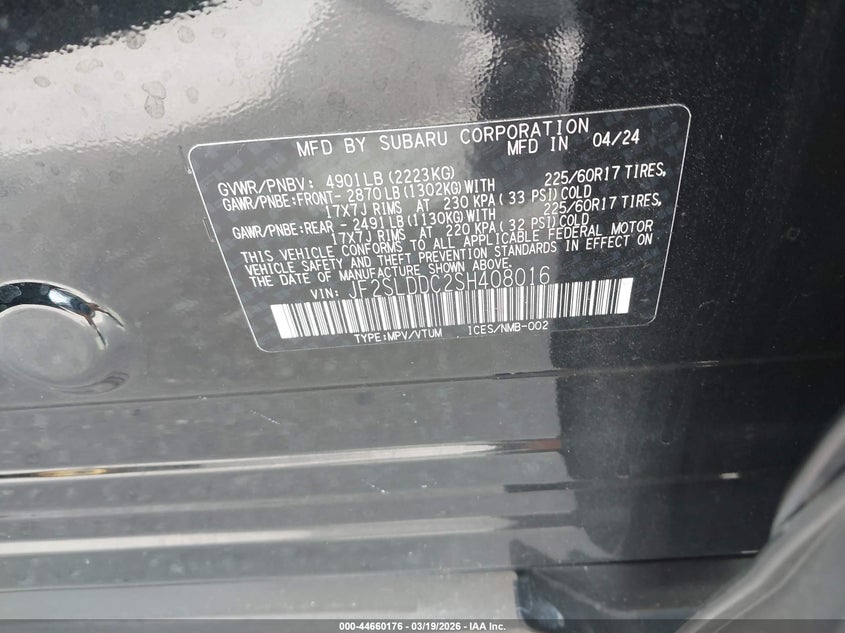 MFD BY SUBARU CORPORATION
MFD IN 04/24
GVWR/PNBV: 4901LB (2223KG)
GAWR/PNBE:FRONT- 2870LB (1302KG)WITH 225/60R17 TIRES,
17X7J RIMS AT 230 KPA ( 33 PSI) COLD
GAWR/PNBE:REAR - 2491LB (1130KG)WITH 225/60R17 TIRES,
17X7J RIMS AT 220 KPA ( 32 PSI) COLD
THIS VEHICLE CONFORMS TO ALL APPLICABLE FEDERAL MOTOR
VEHICLE SAFETY AND THEFT PREVENTION STANDARDS IN EFFECT ON
THE DATE OF MANUFACTURE SHOWN ABOVE.
VIN: JF2SLDDC2SH408016
TYPE:MPV/VTUM ICES/NMB-002
000-44660176 - 03/19/2026 - IAA Inc.